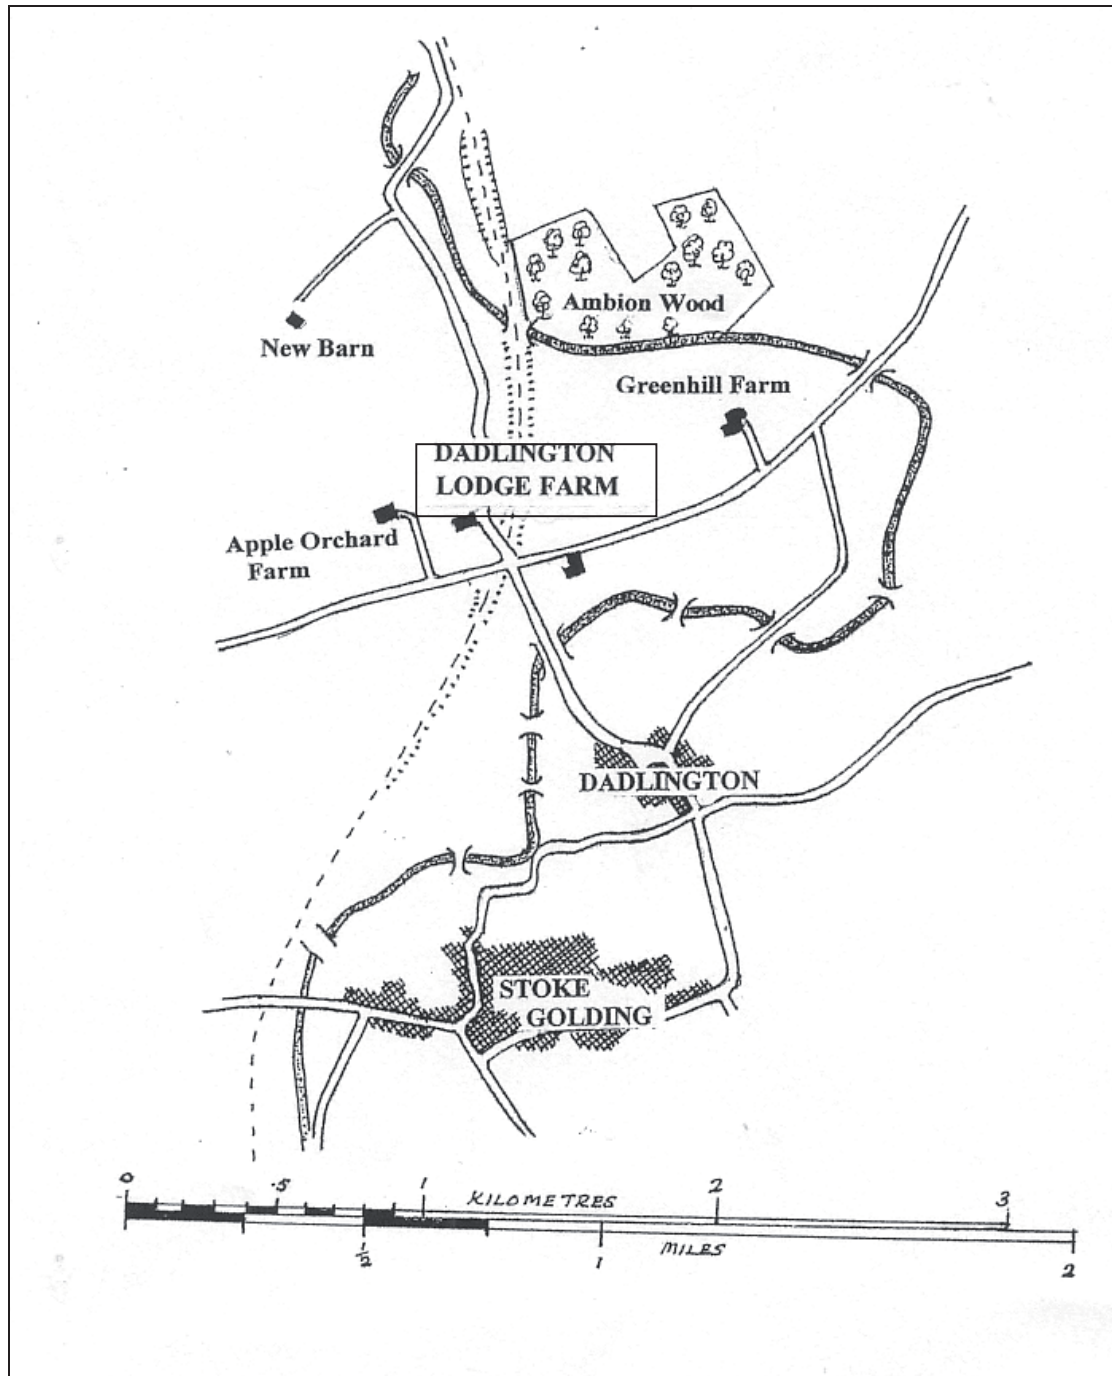 Ambion Wood
New Barn
Greenhill Farm
DADLINGTON
LODGE FARM
Apple Orchard
Farm
DADLINGTON
STOKE
GOLDING
0 .5 1 2 3
KILOMETRES
1/2 1 2
MILES